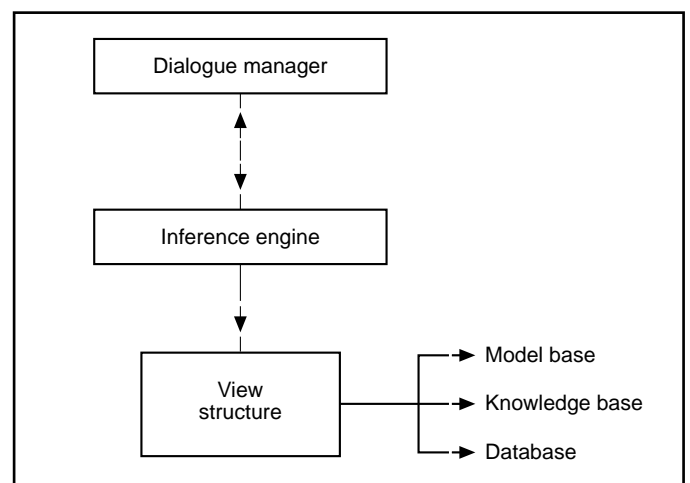 Dialogue manager
Inference engine
View
structure
Model base
Knowledge base
Database